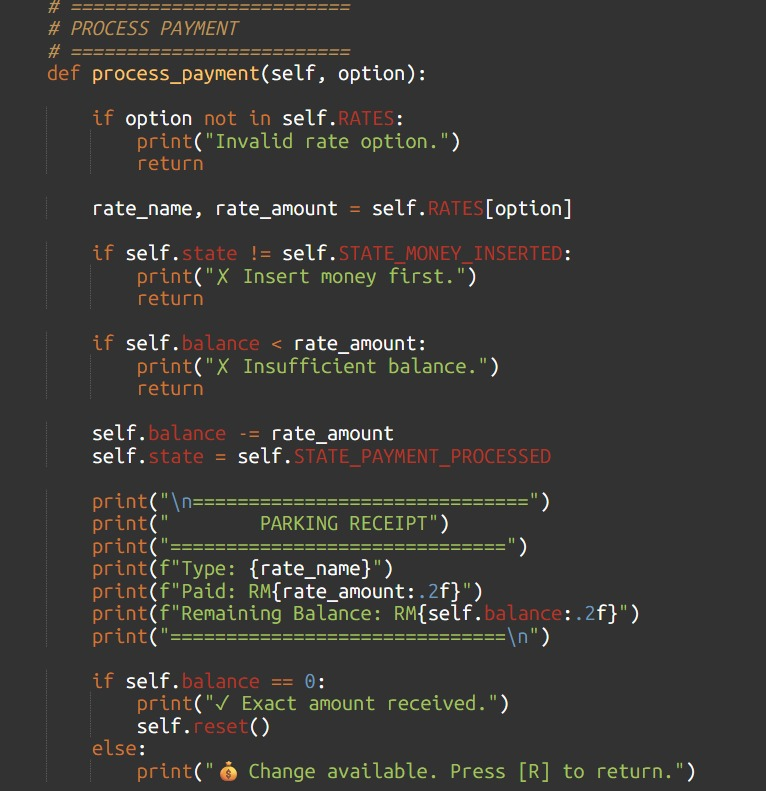 # =========================
# PROCESS PAYMENT
# =========================
def process_payment(self, option):
if option not in self.RATES:
print("Invalid rate option.")
return
rate_name, rate_amount = self.RATES[option]
if self.state != self.STATE_MONEY_INSERTED:
print("✗ Insert money first.")
return
if self.balance < rate_amount:
print("✗ Insufficient balance.")
return
self.balance -= rate_amount
self.state = self.STATE_PAYMENT_PROCESSED
print("\n==============================")
print("        PARKING RECEIPT")
print("==============================")
print(f"Type: {rate_name}")
print(f"Paid: RM{rate_amount:.2f}")
print(f"Remaining Balance: RM{self.balance:.2f}")
print("==============================\n")
if self.balance == 0:
print("✓ Exact amount received.")
self.reset()
else:
print("💰 Change available. Press [R] to return.")